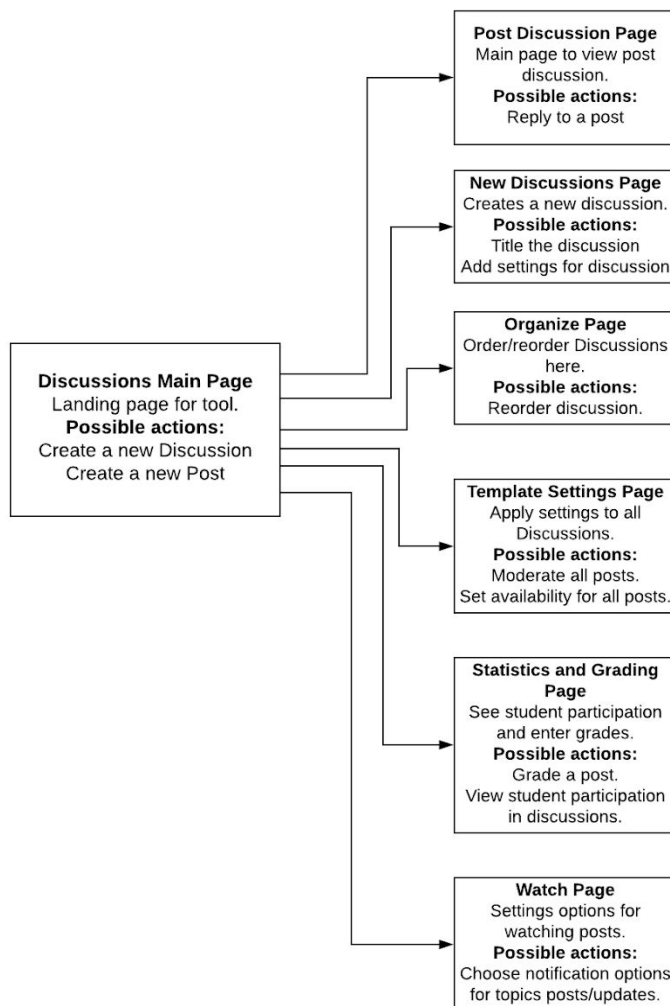 Post Discussion Page
Main page to view post
discussion.
Possible actions:
Reply to a post
New Discussions Page
Creates a new discussion.
Possible actions:
Title the discussion
Add settings for discussion
Organize Page
Order/reorder Discussions
here.
Possible actions:
Reorder discussion.
Discussions Main Page
Landing page for tool.
Possible actions:
Create a new Discussion
Create a new Post
Template Settings Page
Apply settings to all
Discussions.
Possible actions:
Moderate all posts.
Set availability for all posts.
Statistics and Grading
Page
See student participation
and enter grades.
Possible actions:
Grade a post.
View student participation
in discussions.
Watch Page
Settings options for
watching posts.
Possible actions:
Choose notification options
for topics posts/updates.